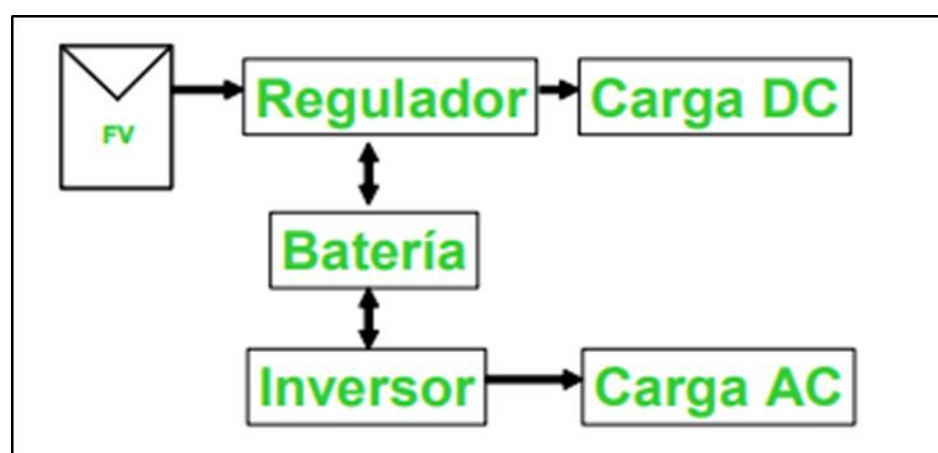 FV
Regulador
Carga DC
Batería
Inversor
Carga AC